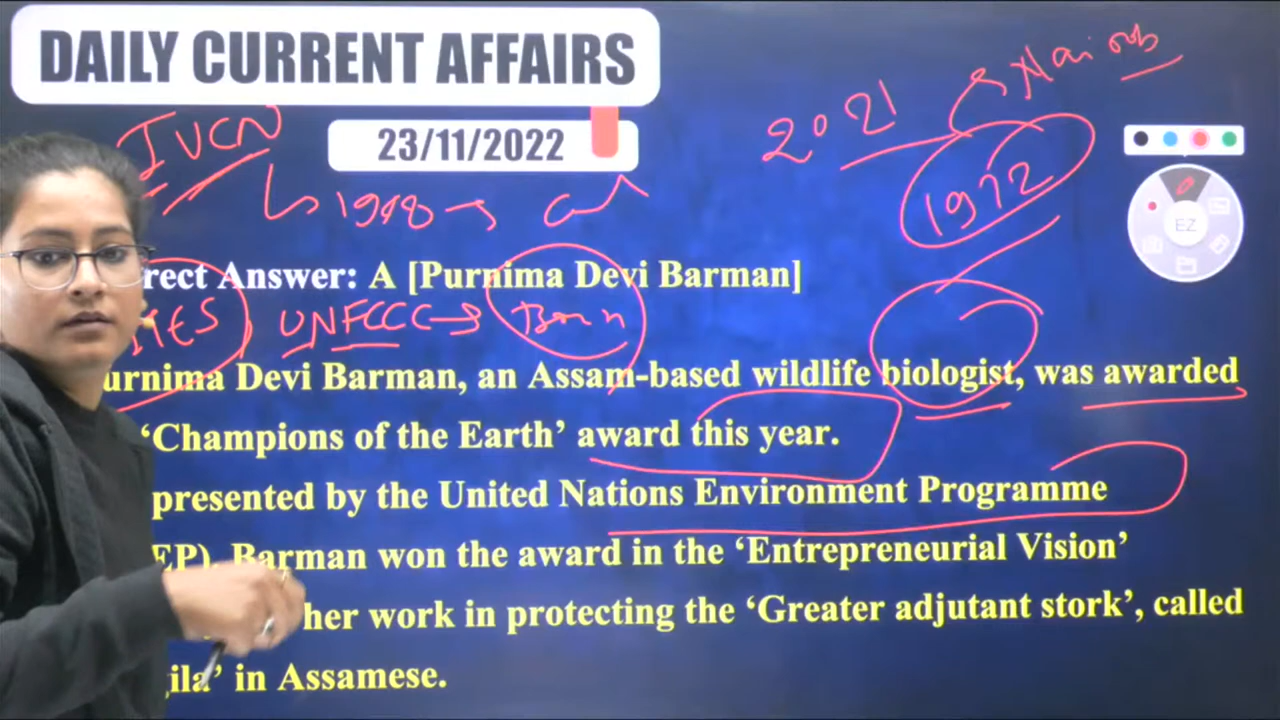 DAILY CURRENT AFFAIRS
23/11/2022
2021
1972
IUCN
1948
rrect Answer: A [Purnima Devi Barman]
UNFCCC
Bonn
urnima Devi Barman, an Assam-based wildlife biologist, was awarded
‘Champions of the Earth’ award this year.
presented by the United Nations Environment Programme
EP). Barman won the award in the ‘Entrepreneurial Vision’
her work in protecting the ‘Greater adjutant stork’, called
gila’ in Assamese.
EZ